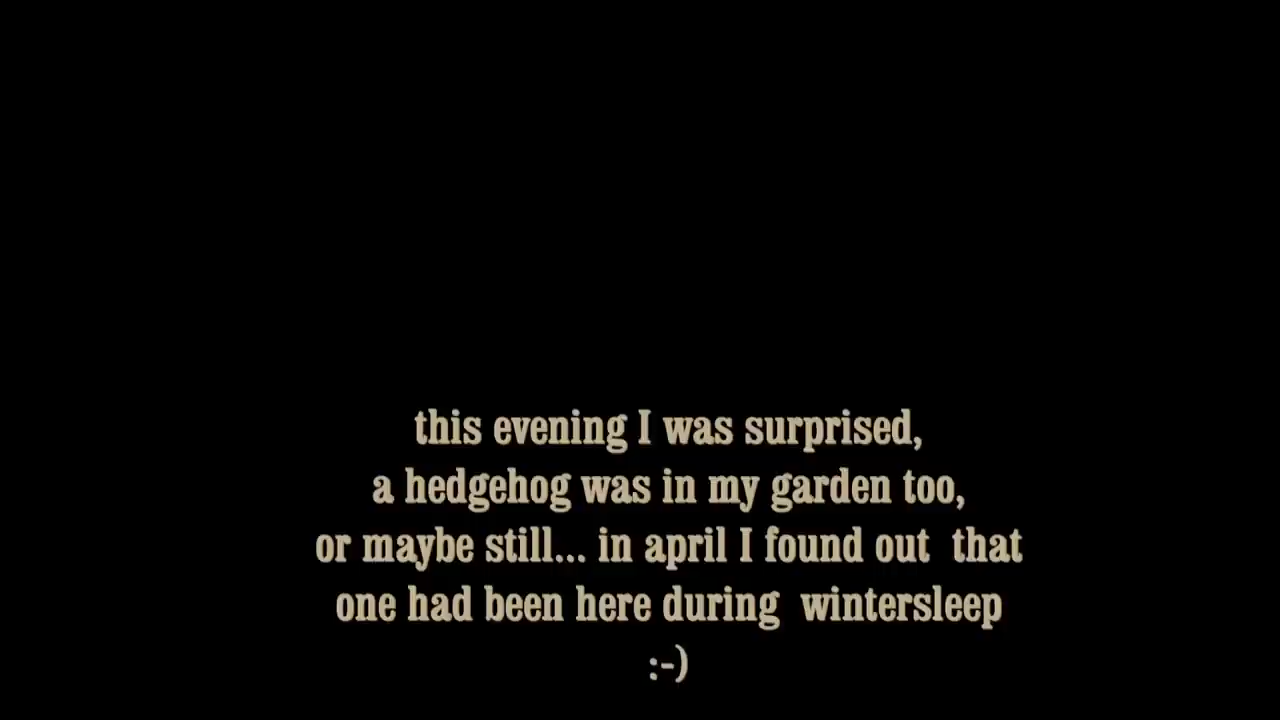 this evening I was surprised,
a hedgehog was in my garden too,
or maybe still... in april I found out  that
one had been here during  wintersleep
:-)